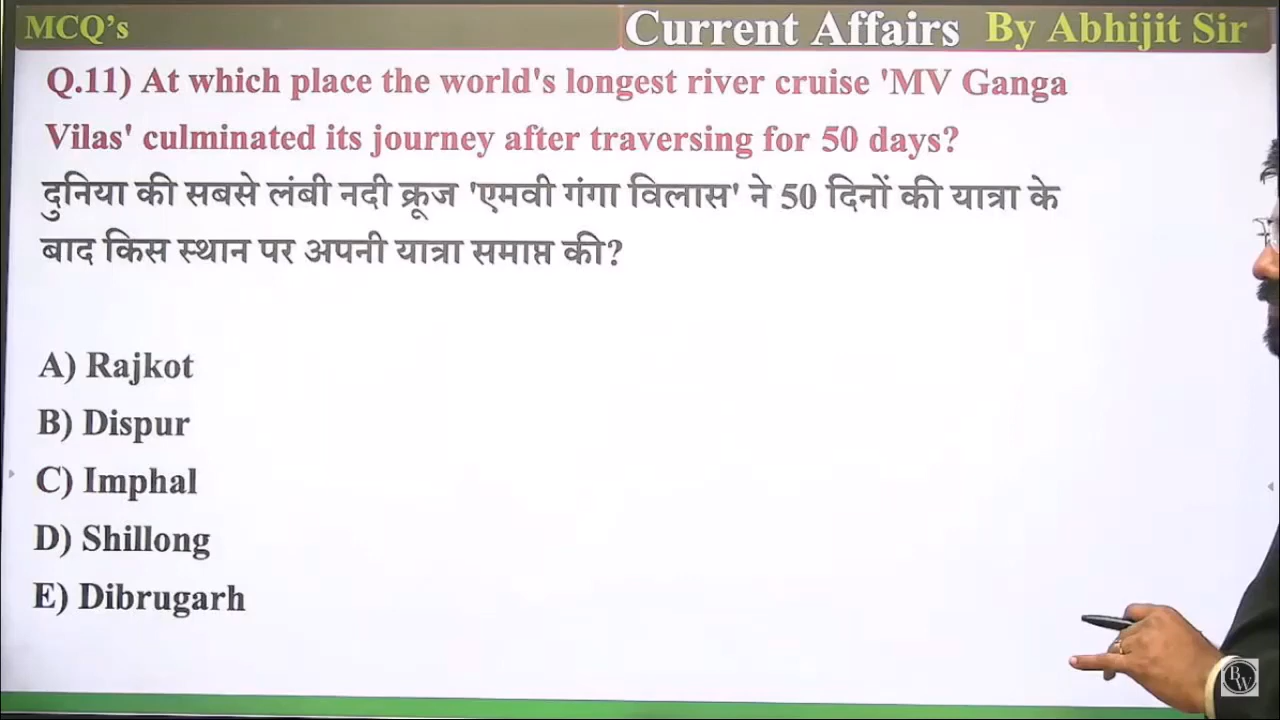 MCQ's
Current Affairs By Abhijit Sir
Q.11) At which place the world's longest river cruise 'MV Ganga
Vilas' culminated its journey after traversing for 50 days?
दुनिया की सबसे लंबी नदी क्रूज 'एमवी गंगा विलास' ने 50 दिनों की यात्रा के
बाद किस स्थान पर अपनी यात्रा समाप्त की?
A) Rajkot
B) Dispur
C) Imphal
D) Shillong
E) Dibrugarh
BW